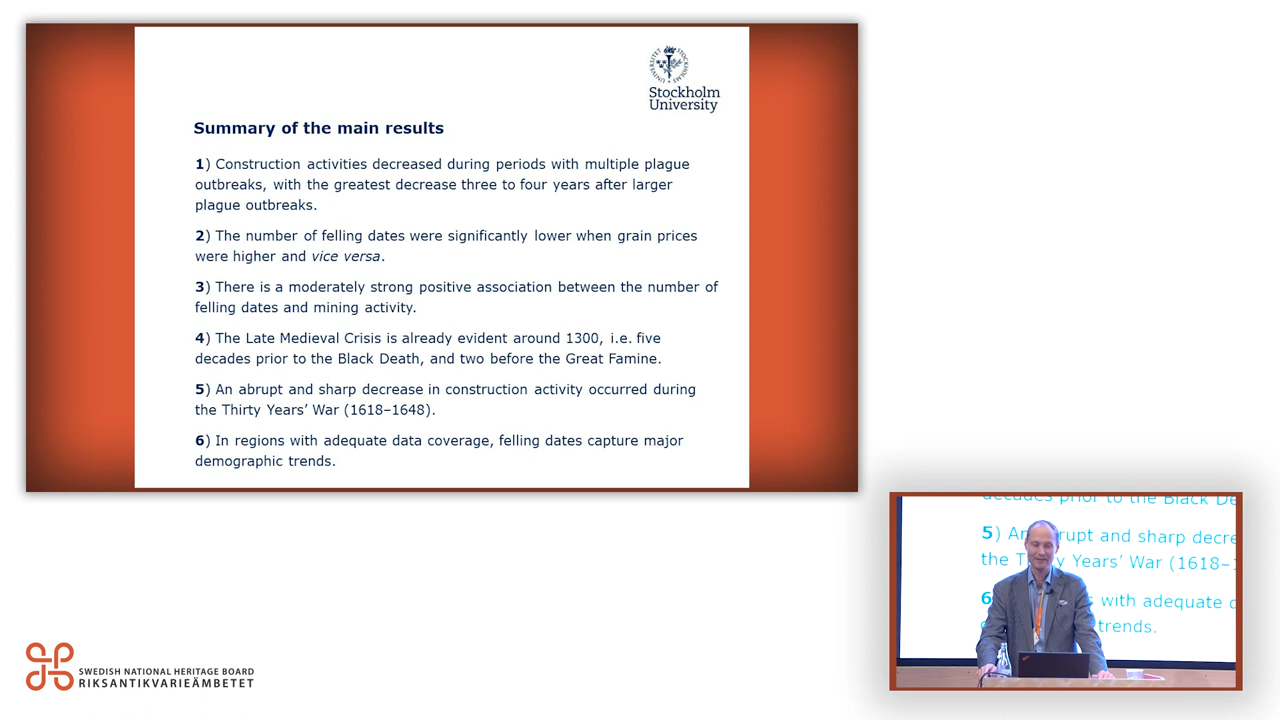 Stockholm
University
Summary of the main results
1) Construction activities decreased during periods with multiple plague
outbreaks, with the greatest decrease three to four years after larger
plague outbreaks.
2) The number of felling dates were significantly lower when grain prices
were higher and vice versa.
3) There is a moderately strong positive association between the number of
felling dates and mining activity.
4) The Late Medieval Crisis is already evident around 1300, i.e. five
decades prior to the Black Death, and two before the Great Famine.
5) An abrupt and sharp decrease in construction activity occurred during
the Thirty Years’ War (1618–1648).
6) In regions with adequate data coverage, felling dates capture major
demographic trends.
decades prior to the Black De
5) An rupt and sharp decre
the Thi y Years’ War (1618–1
6 with adequate d
trends.
SWEDISH NATIONAL HERITAGE BOARD
RIKSANTIKVARIEÄMBETET